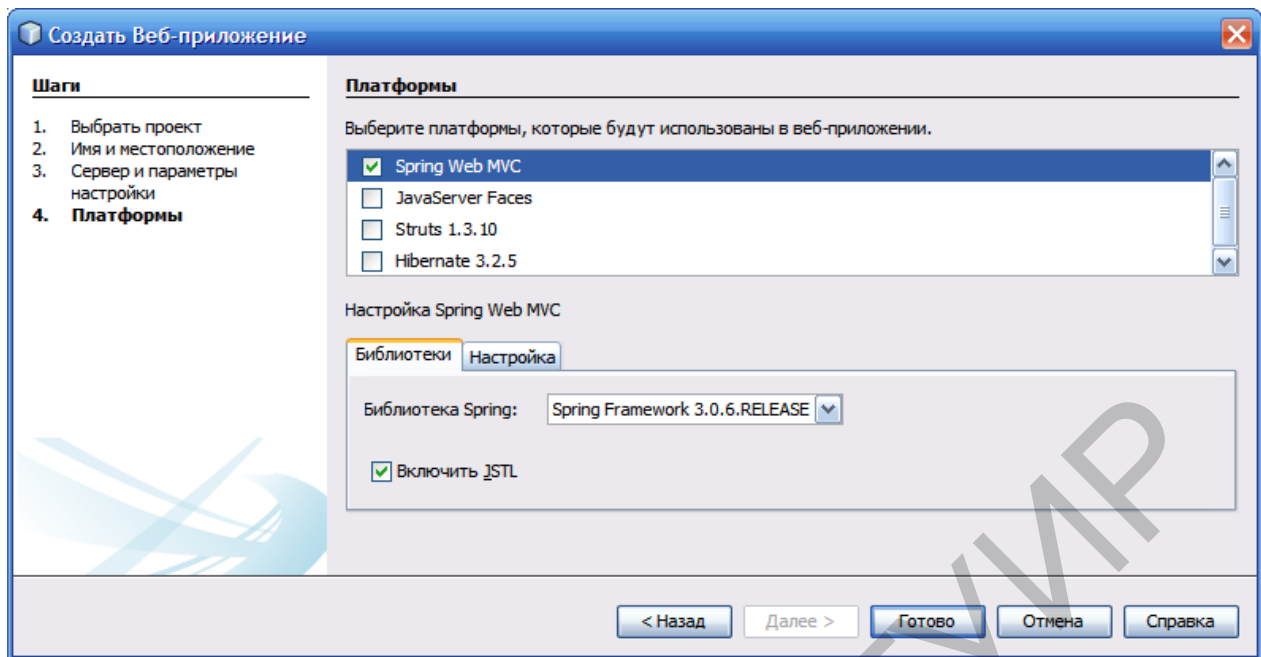 Создать Веб-приложение
Шаги
1. Выбрать проект
2. Имя и местоположение
3. Сервер и параметры
настройки
4. Платформы
Платформы
Выберите платформы, которые будут использованы в веб-приложении.
Spring Web MVC
JavaServer Faces
Struts 1.3.10
Hibernate 3.2.5
Настройка Spring Web MVC
Библиотеки Настройка
Библиотека Spring: Spring Framework 3.0.6.RELEASE
Включить JSTL
< Назад Далее > Готово Отмена Справка